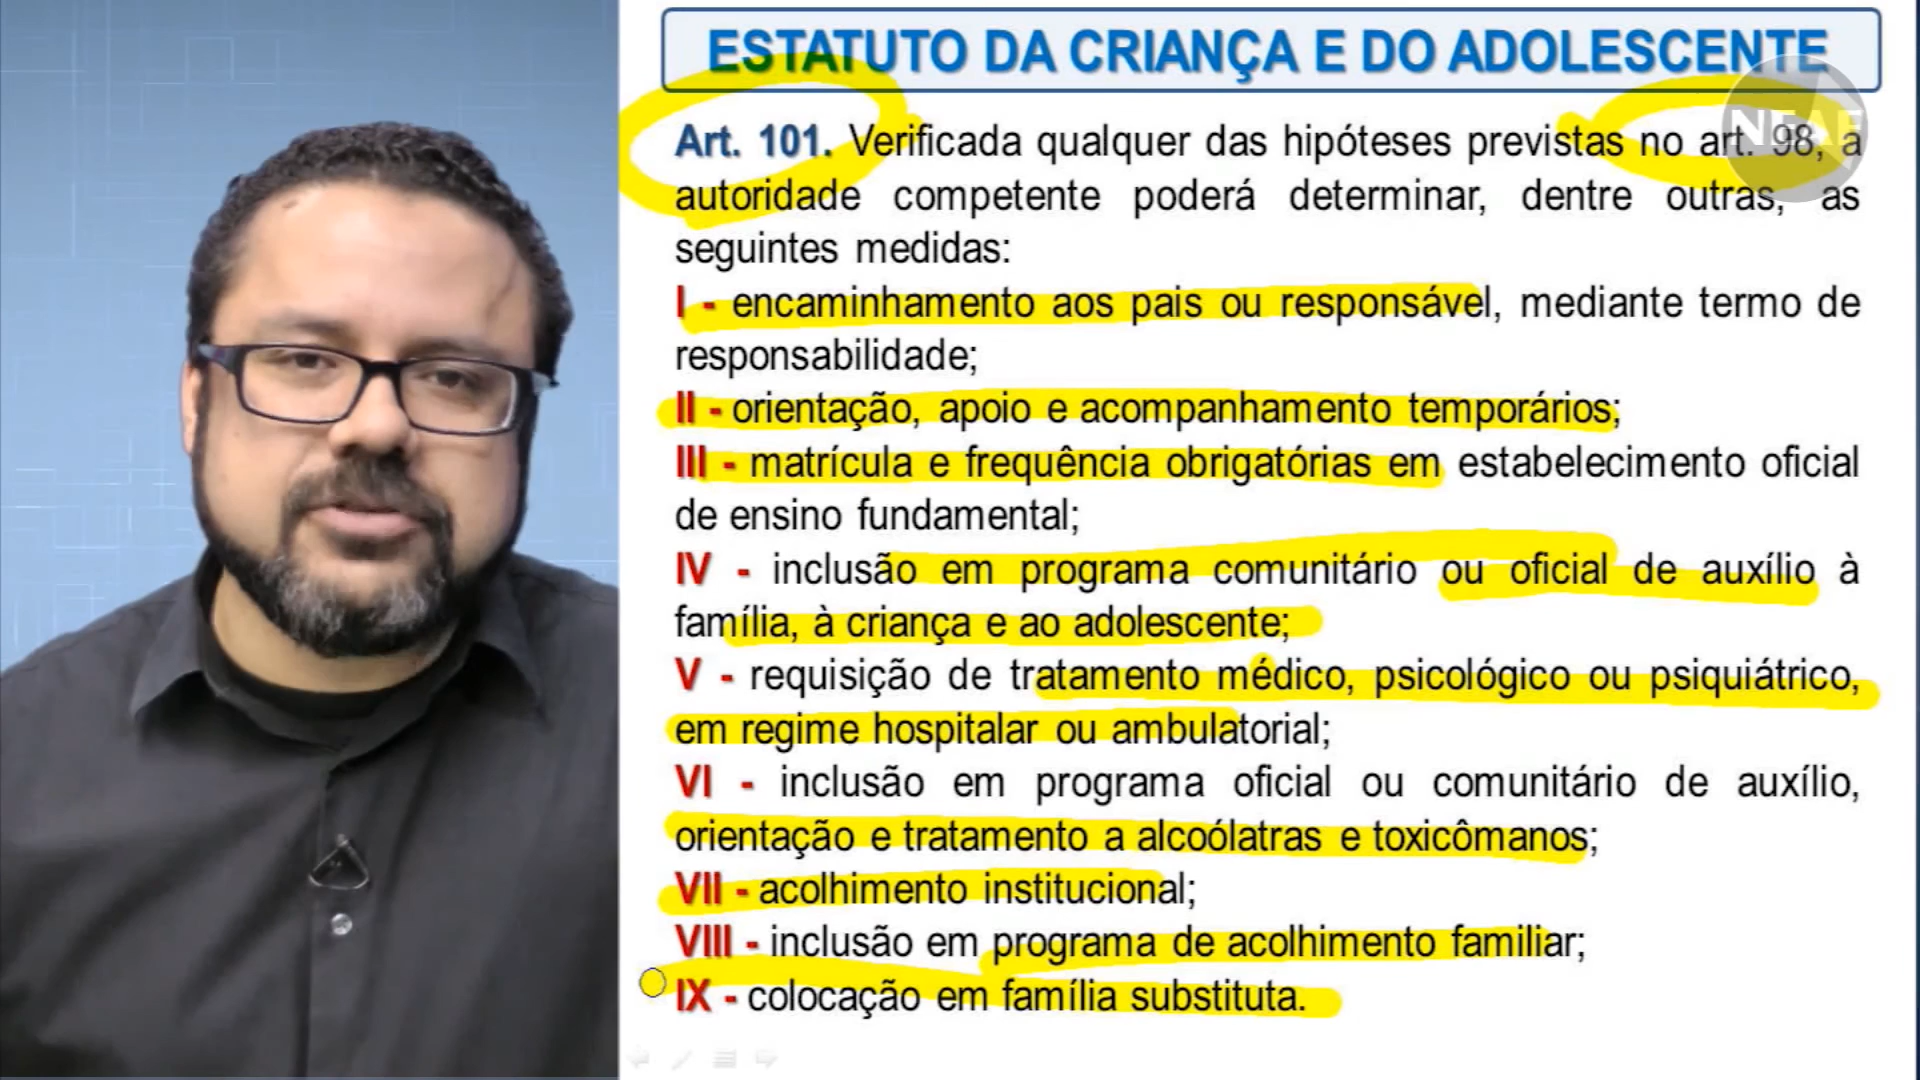 ESTATUTO DA CRIANÇA E DO ADOLESCENTE
NEAF
Art. 101. Verificada qualquer das hipóteses previstas no art. 98, a
autoridade competente poderá determinar, dentre outras, as
seguintes medidas:
I - encaminhamento aos pais ou responsável, mediante termo de
responsabilidade;
II - orientação, apoio e acompanhamento temporários;
III - matrícula e frequência obrigatórias em estabelecimento oficial
de ensino fundamental;
IV - inclusão em programa comunitário ou oficial de auxílio à
família, à criança e ao adolescente;
V - requisição de tratamento médico, psicológico ou psiquiátrico,
em regime hospitalar ou ambulatorial;
VI - inclusão em programa oficial ou comunitário de auxílio,
orientação e tratamento a alcoólatras e toxicômanos;
VII - acolhimento institucional;
VIII - inclusão em programa de acolhimento familiar;
IX - colocação em família substituta.